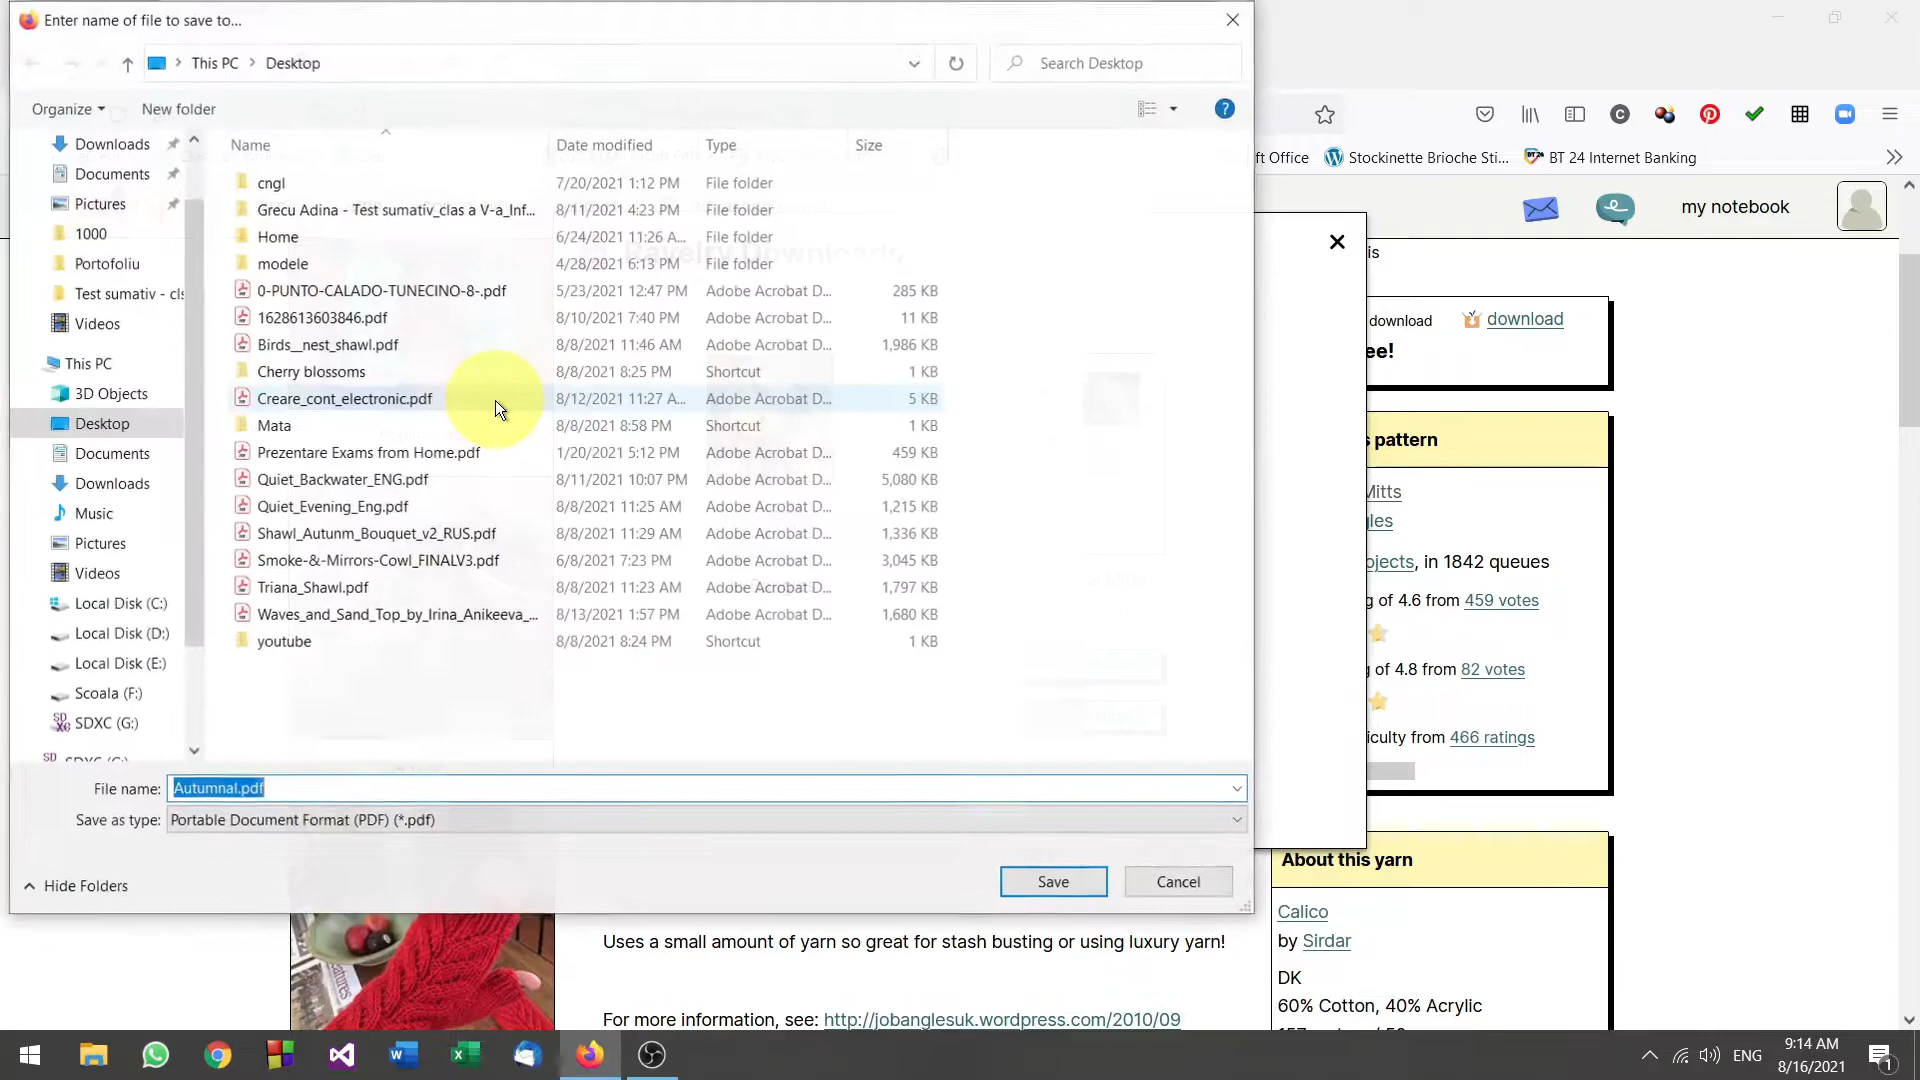 Enter name of file to save to...
This PC > Desktop
Search Desktop
Organize
New folder
Name
Date modified
Type
Size
Downloads
Documents
Pictures
1000
Portofoliu
Test sumativ - cls
Videos
This PC
3D Objects
Desktop
Documents
Downloads
Music
Pictures
Videos
Local Disk (C:)
Local Disk (D:)
Local Disk (E:)
Scoala (F:)
SDXC (G:)
cngl 7/20/2021 1:12 PM File folder
Grecu Adina - Test sumativ_clas a V-a_Inf... 8/11/2021 4:23 PM File folder
Home 6/24/2021 11:26 A... File folder
modele 4/28/2021 6:13 PM File folder
0-PUNTO-CALADO-TUNECINO-8-.pdf 5/23/2021 12:47 PM Adobe Acrobat D... 285 KB
1628613603846.pdf 8/10/2021 7:40 PM Adobe Acrobat D... 11 KB
Birds__nest_shawl.pdf 8/8/2021 11:46 AM Adobe Acrobat D... 1,986 KB
Cherry blossoms 8/8/2021 8:25 PM Shortcut 1 KB
Creare_cont_electronic.pdf 8/12/2021 11:27 A... Adobe Acrobat D... 5 KB
Mata 8/8/2021 8:58 PM Shortcut 1 KB
Prezentare Exams from Home.pdf 1/20/2021 5:12 PM Adobe Acrobat D... 459 KB
Quiet_Backwater_ENG.pdf 8/11/2021 10:07 PM Adobe Acrobat D... 5,080 KB
Quiet_Evening_Eng.pdf 8/8/2021 11:25 AM Adobe Acrobat D... 1,215 KB
Shawl_Autunm_Bouquet_v2_RUS.pdf 8/8/2021 11:29 AM Adobe Acrobat D... 1,336 KB
Smoke-&-Mirrors-Cowl_FINALV3.pdf 6/8/2021 7:23 PM Adobe Acrobat D... 3,045 KB
Triana_Shawl.pdf 8/8/2021 11:23 AM Adobe Acrobat D... 1,797 KB
Waves_and_Sand_Top_by_Irina_Anikeeva_... 8/13/2021 1:57 PM Adobe Acrobat D... 1,680 KB
youtube 8/8/2021 8:24 PM Shortcut 1 KB
Ravelry Downloads
File name: Autumnal.pdf
Save as type: Portable Document Format (PDF) (*.pdf)
Hide Folders
Save
Cancel
ft Office
Stockinette Brioche Sti...
BT 24 Internet Banking
my notebook
is
download
download
ee!
s pattern
Mitts
gles
ojects, in 1842 queues
g of 4.6 from 459 votes
g of 4.8 from 82 votes
iculty from 466 ratings
About this yarn
Calico
by Sirdar
DK
60% Cotton, 40% Acrylic
Uses a small amount of yarn so great for stash busting or using luxury yarn!
For more information, see: http://jobanglesuk.wordpress.com/2010/09
ENG
9:14 AM
8/16/2021
1